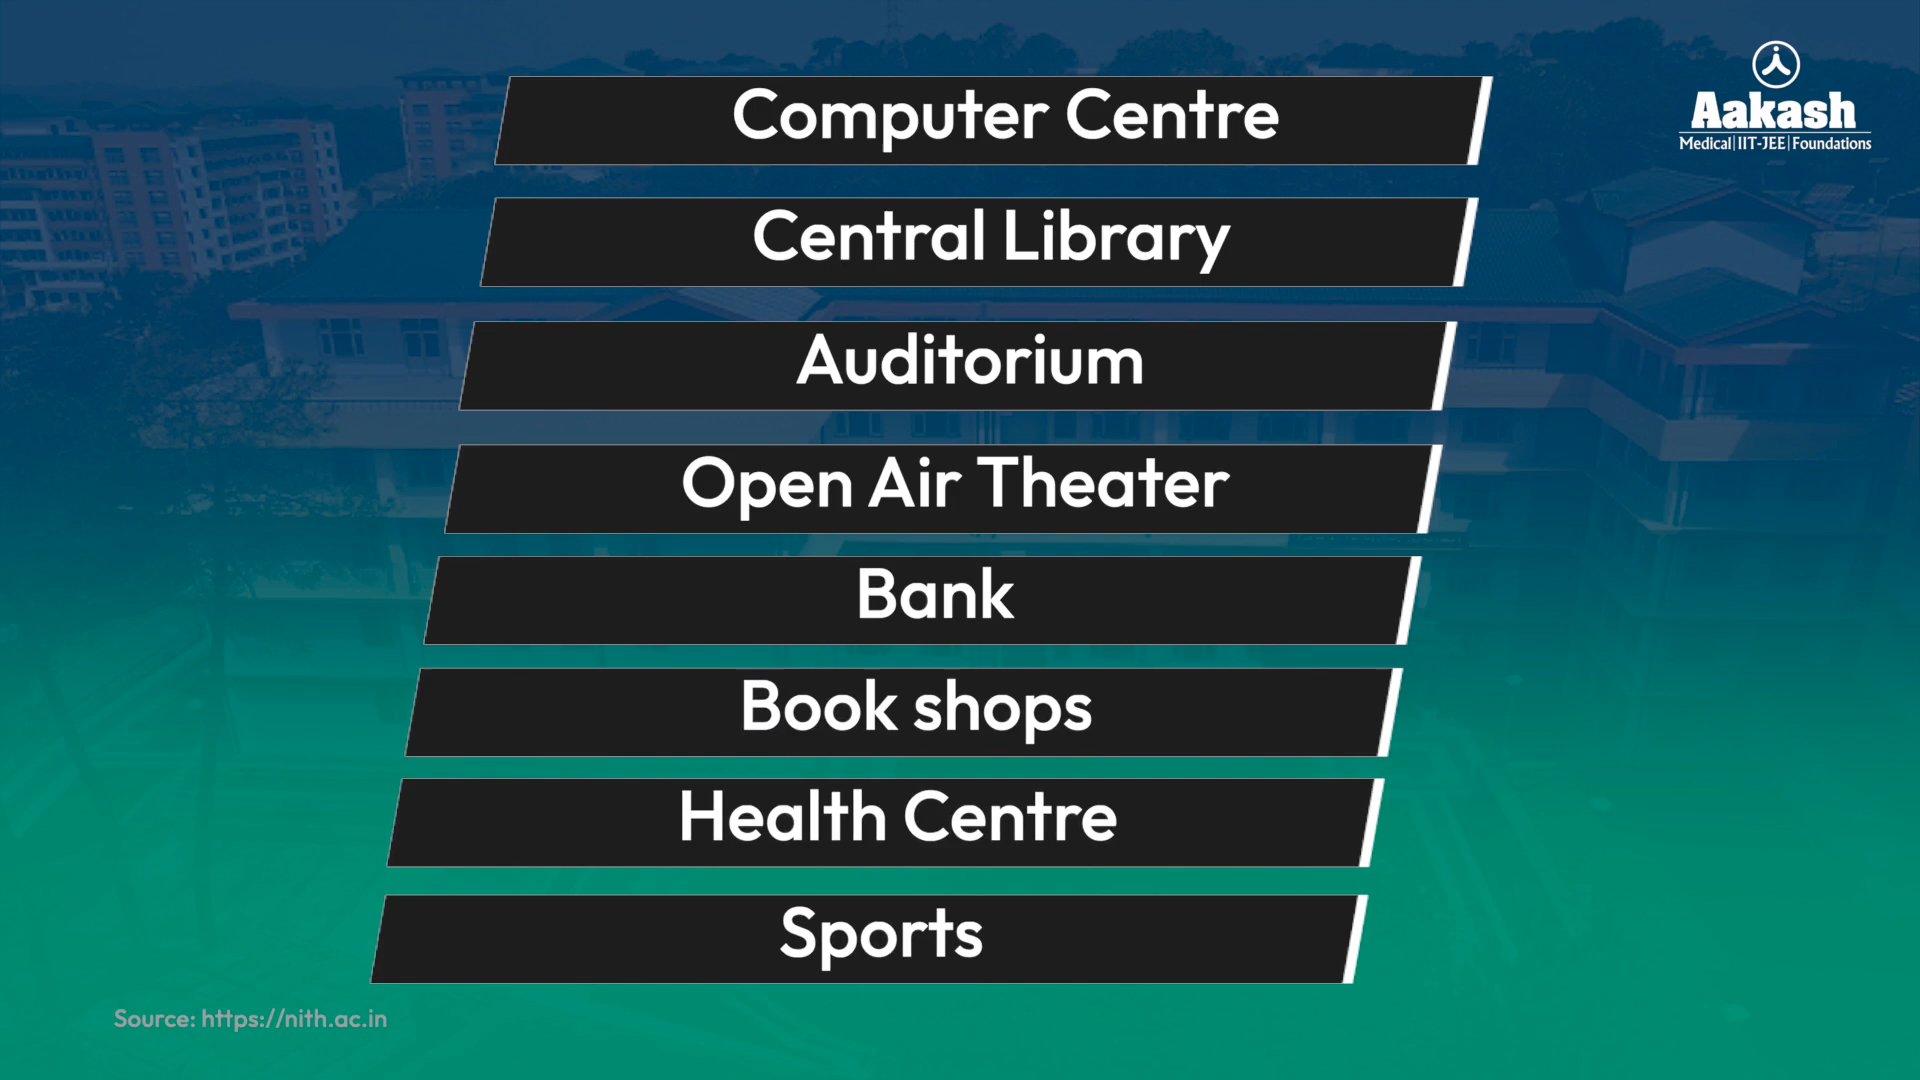 Computer Centre
Aakash
Medical|IIT-JEE|Foundations
Central Library
Auditorium
Open Air Theater
Bank
Book shops
Health Centre
Sports
Source: https://nith.ac.in